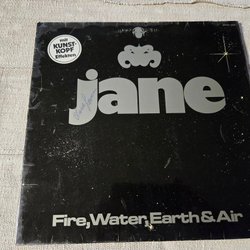 mit
KUNST-
KOPF
Effekten
jane
Fire,Water,Earth & Air